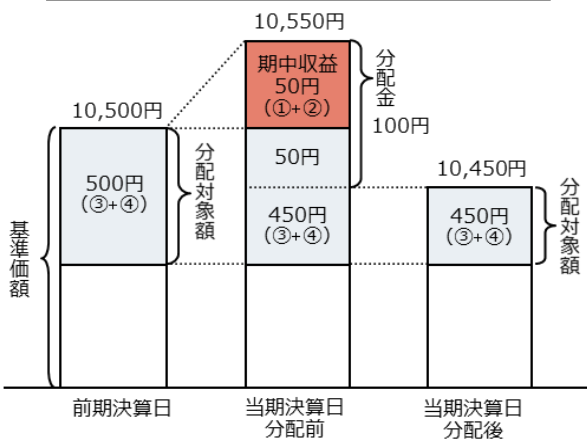 10,550円
期中収益
50円
(①+②)
分配金
100円
10,500円
50円
10,450円
500円
(③+④)
分配対象額
450円
(③+④)
450円
(③+④)
分配対象額
基準価額
前期決算日
当期決算日
分配前
当期決算日
分配後